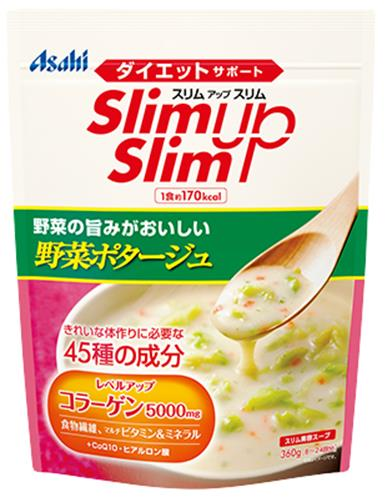 Asahi
ダイエットサポート
スリム アップ スリム
Slim up
Slim
1食約170kcal
野菜の旨みがおいしい
野菜ポタージュ
きれいな体作りに必要な
45種の成分
レベルアップ
コラーゲン5000mg
食物繊維、マルチビタミン&ミネラル
+CoQ10・ヒアルロン酸
スリム美容スープ
360g